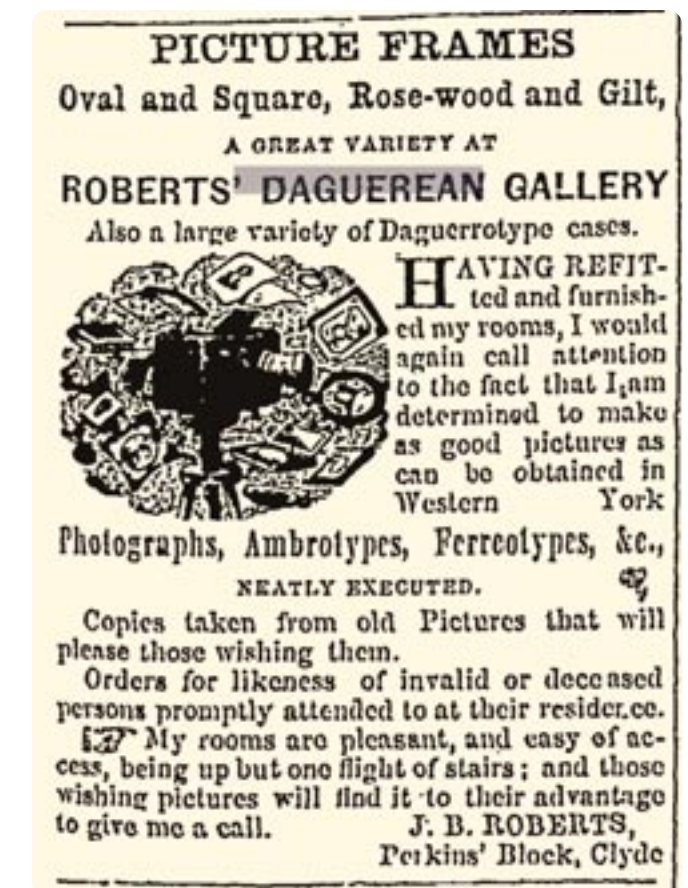 PICTURE FRAMES
Oval and Square, Rose-wood and Gilt,
A GREAT VARIETY AT
ROBERTS' DAGUEREAN GALLERY
Also a large variety of Daguerrotype cases.
HAVING REFIT-
ted and furnish-
ed my rooms, I would
again call attention
to the fact that I am
determined to make
as good pictures as
can be obtained in
Western York
Photographs, Ambrotypes, Ferreotypes, &c.,
NEATLY EXECUTED.
Copies taken from old Pictures that will
please those wishing them.
Orders for likeness of invalid or deceased
persons promptly attended to at their residence.
☞ My rooms are pleasant, and easy of ac-
cess, being up but one flight of stairs; and those
wishing pictures will find it to their advantage
to give me a call. J. B. ROBERTS,
Perkins' Block, Clyde